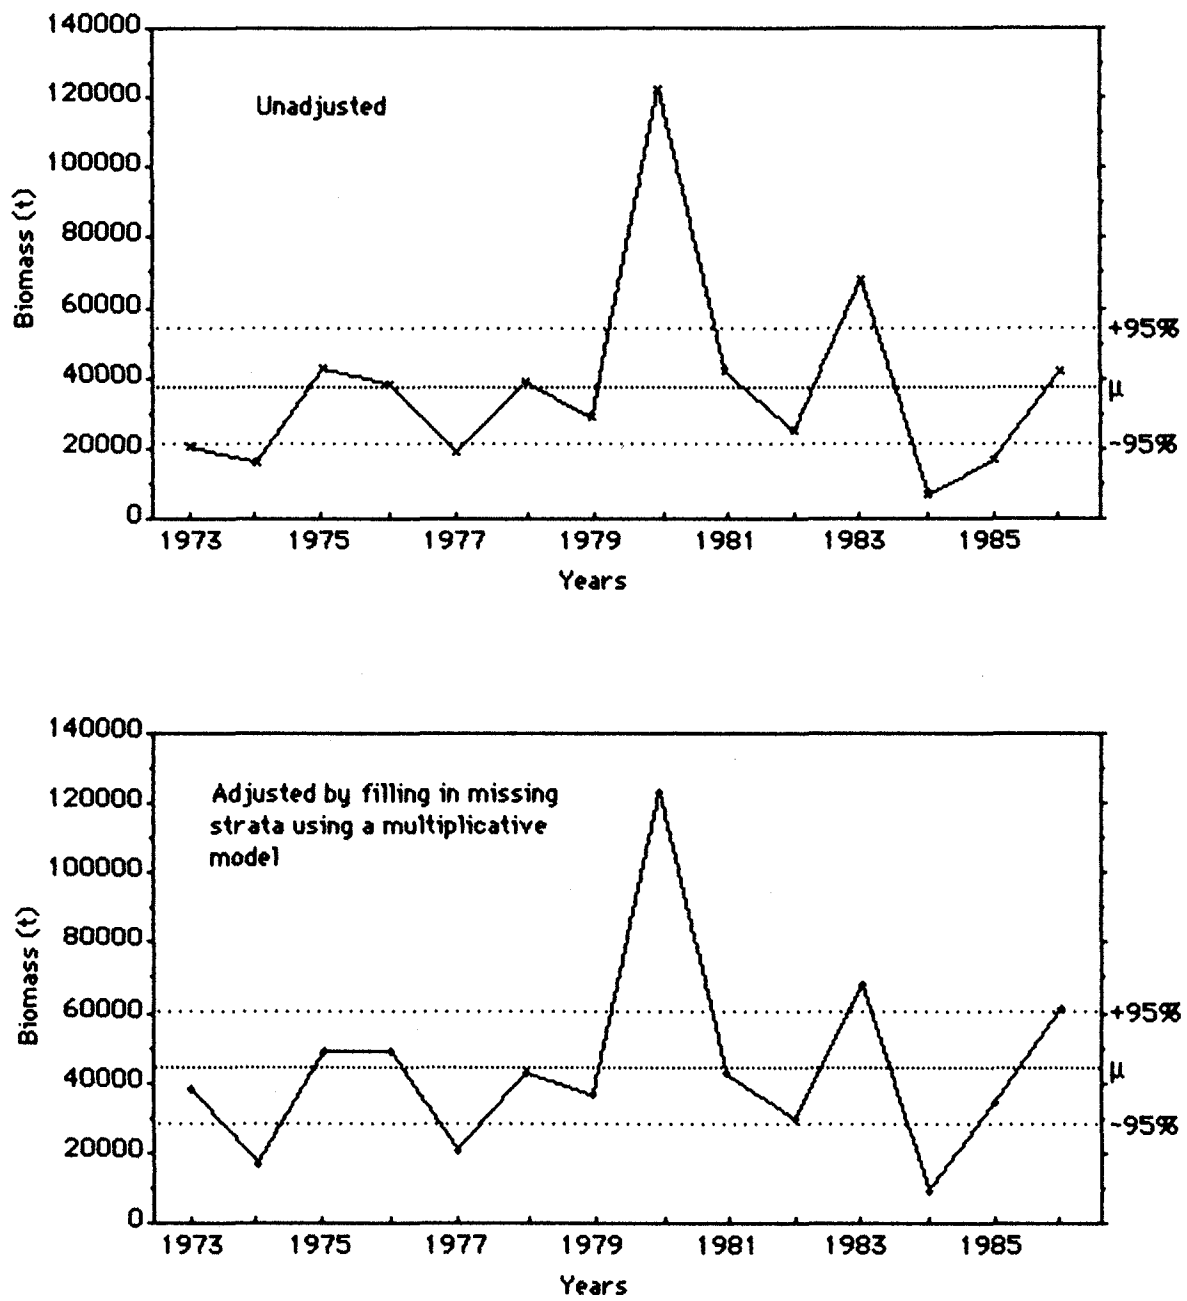 140000
120000
100000
80000
60000
40000
20000
0
Biomass (t)
Unadjusted
+95%
μ
-95%
1973 1975 1977 1979 1981 1983 1985
Years
140000
120000
100000
80000
60000
40000
20000
0
Biomass (t)
Adjusted by filling in missing
strata using a multiplicative
model
+95%
μ
-95%
1973 1975 1977 1979 1981 1983 1985
Years